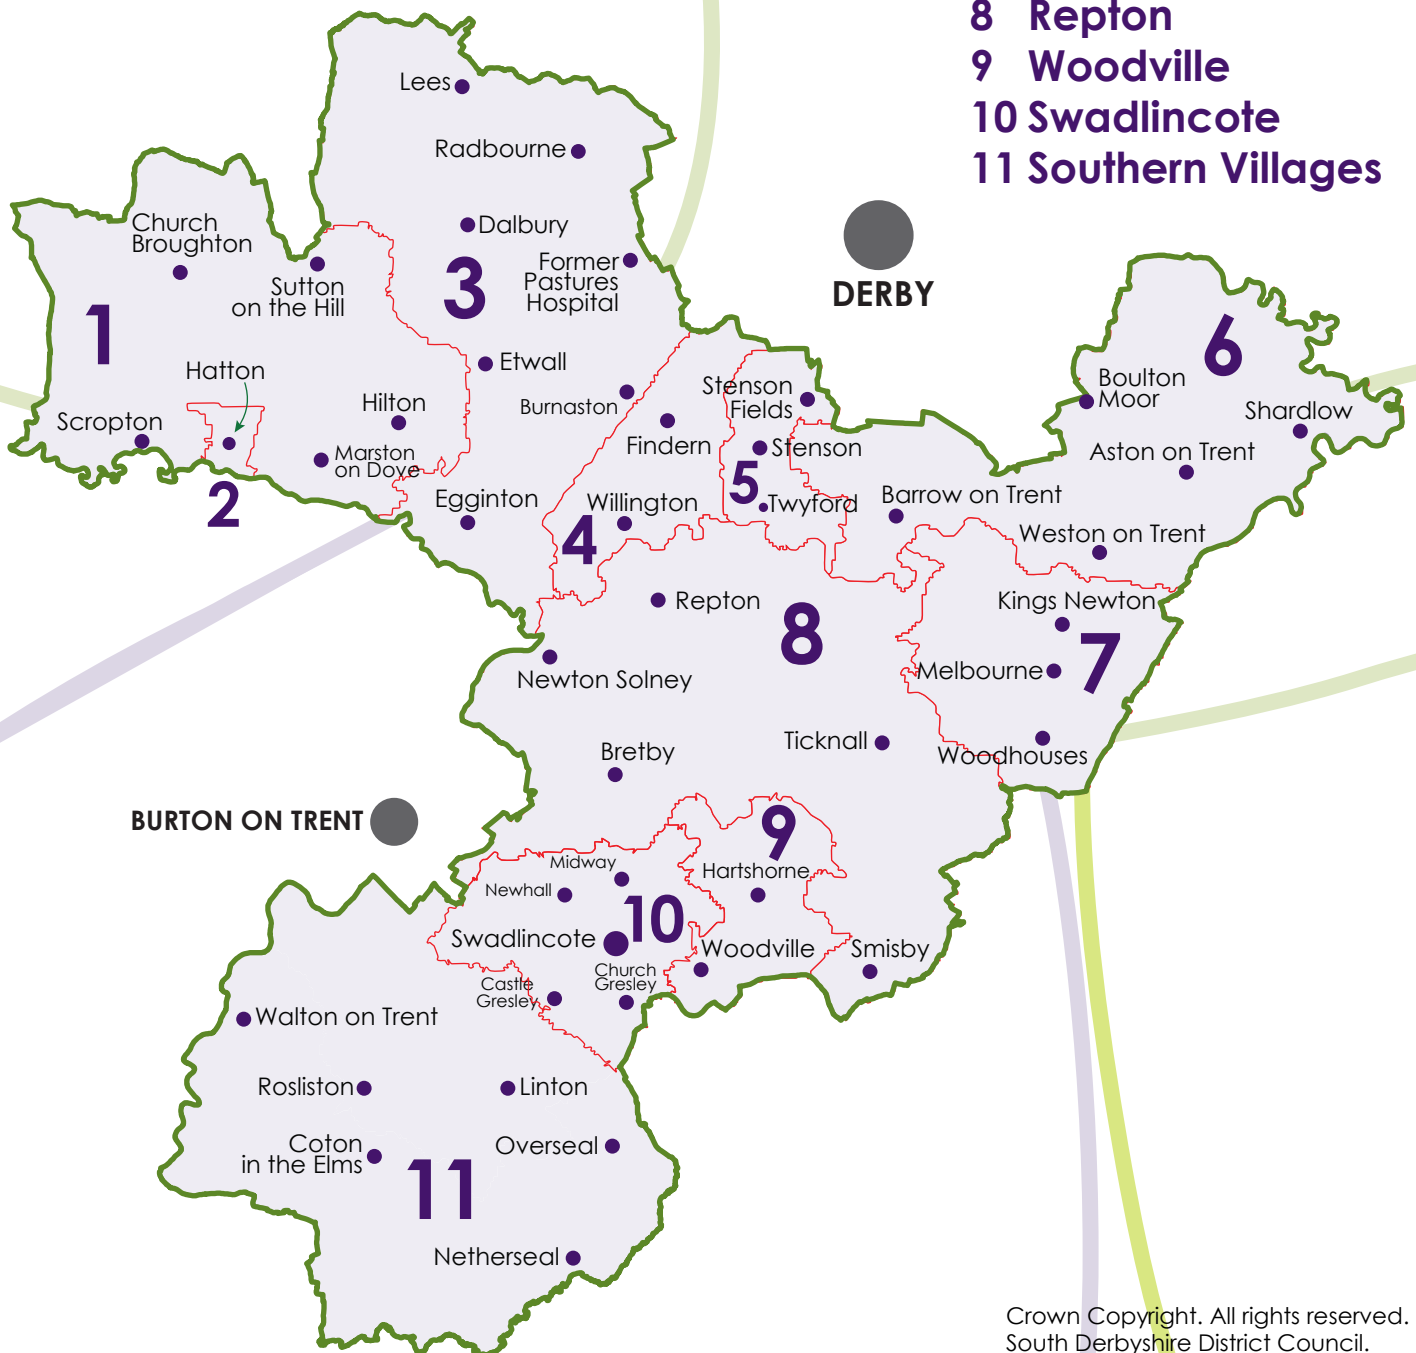 8 Repton
9 Woodville
10 Swadlincote
11 Southern Villages
Lees
Radbourne
Dalbury
Church
Broughton
Sutton
on the Hill
3
Former
Pastures
Hospital
DERBY
1
6
Hatton
Etwall
Burnaston
Stenson
Fields
Boulton
Moor
Shardlow
Scropton
Hilton
Findern
Stenson
Aston on Trent
Marston
on Dove
2
Egginton
Willington
4
5
Twyford
Barrow on Trent
Weston on Trent
Repton
8
Kings Newton
7
Newton Solney
Melbourne
Ticknall
Woodhouses
Bretby
BURTON ON TRENT
9
Midway
Hartshorne
Newhall
10
Swadlincote
Woodville
Smisby
Church
Gresley
Castle
Gresley
Walton on Trent
Rosliston
Linton
Coton
in the Elms
Overseal
11
Netherseal
Crown Copyright. All rights reserved.
South Derbyshire District Council.